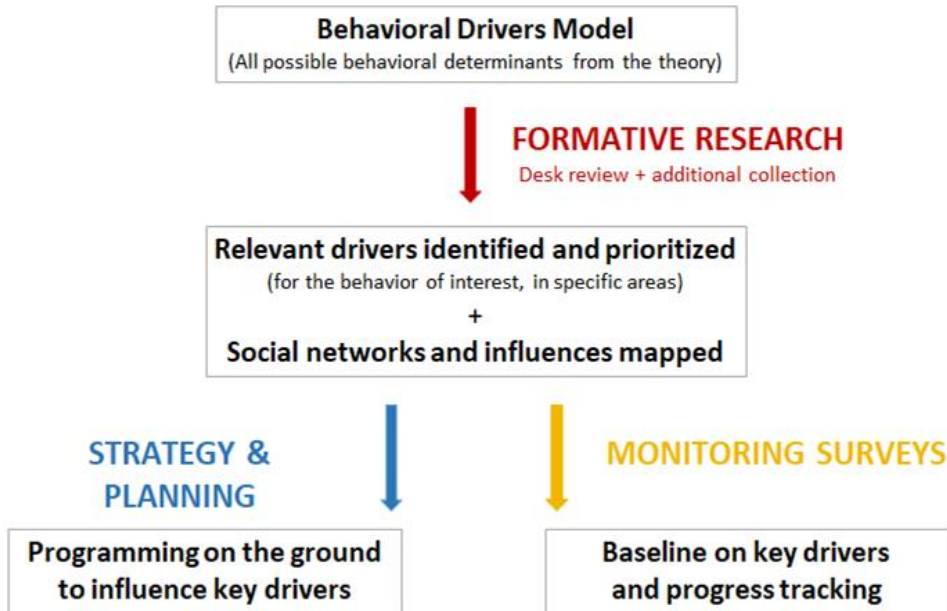 Behavioral Drivers Model
(All possible behavioral determinants from the theory)
FORMATIVE RESEARCH
Desk review + additional collection
Relevant drivers identified and prioritized
(for the behavior of interest, in specific areas)
+
Social networks and influences mapped
STRATEGY &
PLANNING
MONITORING SURVEYS
Programming on the ground
to influence key drivers
Baseline on key drivers
and progress tracking